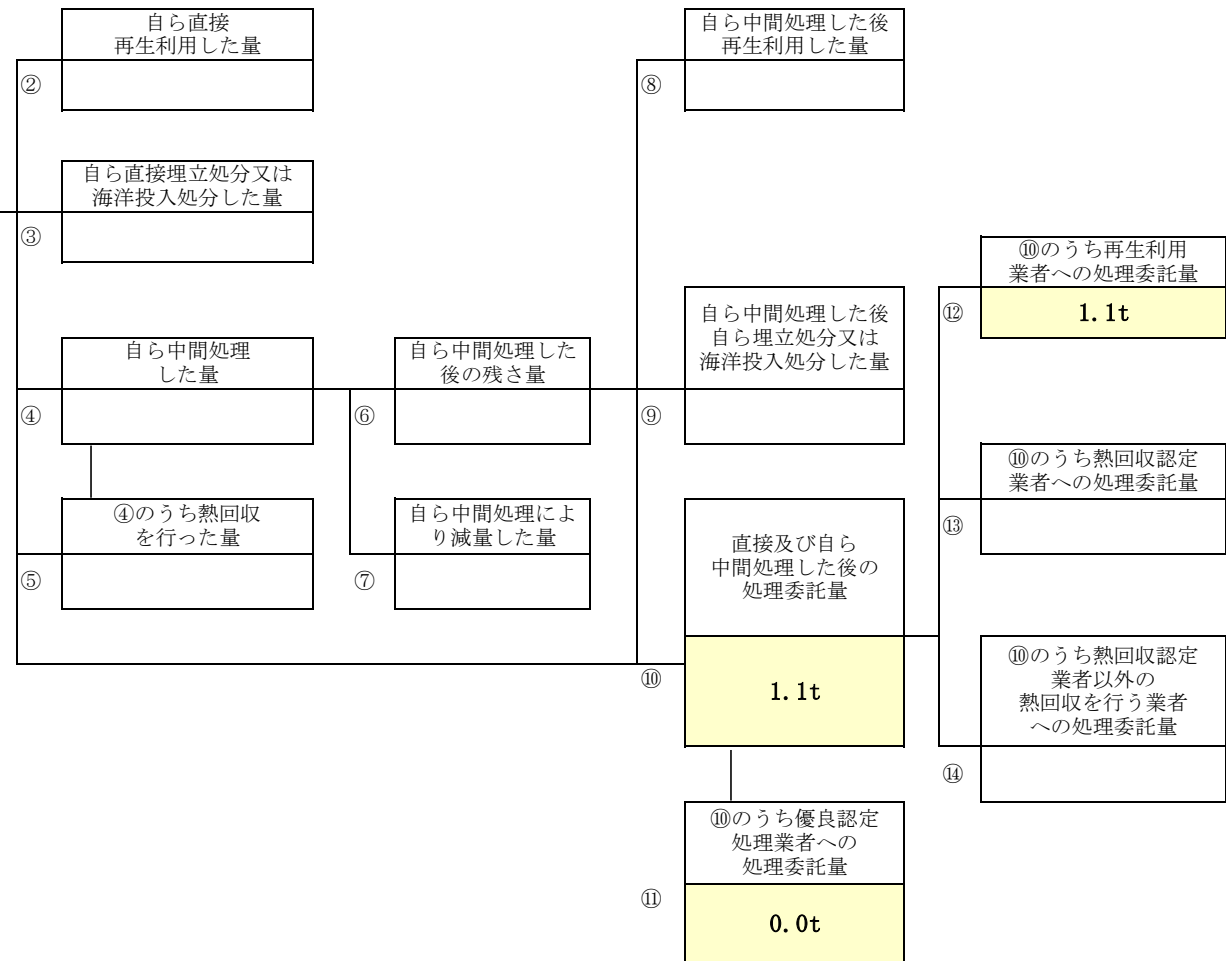 自ら直接
再生利用した量
②
自ら直接埋立処分又は
海洋投入処分した量
③
自ら中間処理
した量
④
④のうち熱回収
を行った量
⑤
自ら中間処理した
後の残さ量
⑥
自ら中間処理によ
り減量した量
⑦
自ら中間処理した後
再生利用した量
⑧
自ら中間処理した後
自ら埋立処分又は
海洋投入処分した量
⑨
直接及び自ら
中間処理した後の
処理委託量
⑩
1.1t
⑩のうち優良認定
処理業者への
処理委託量
⑪
0.0t
⑩のうち再生利用
業者への処理委託量
⑫
1.1t
⑩のうち熱回収認定
業者への処理委託量
⑬
⑩のうち熱回収認定
業者以外の
熱回収を行う業者
への処理委託量
⑭